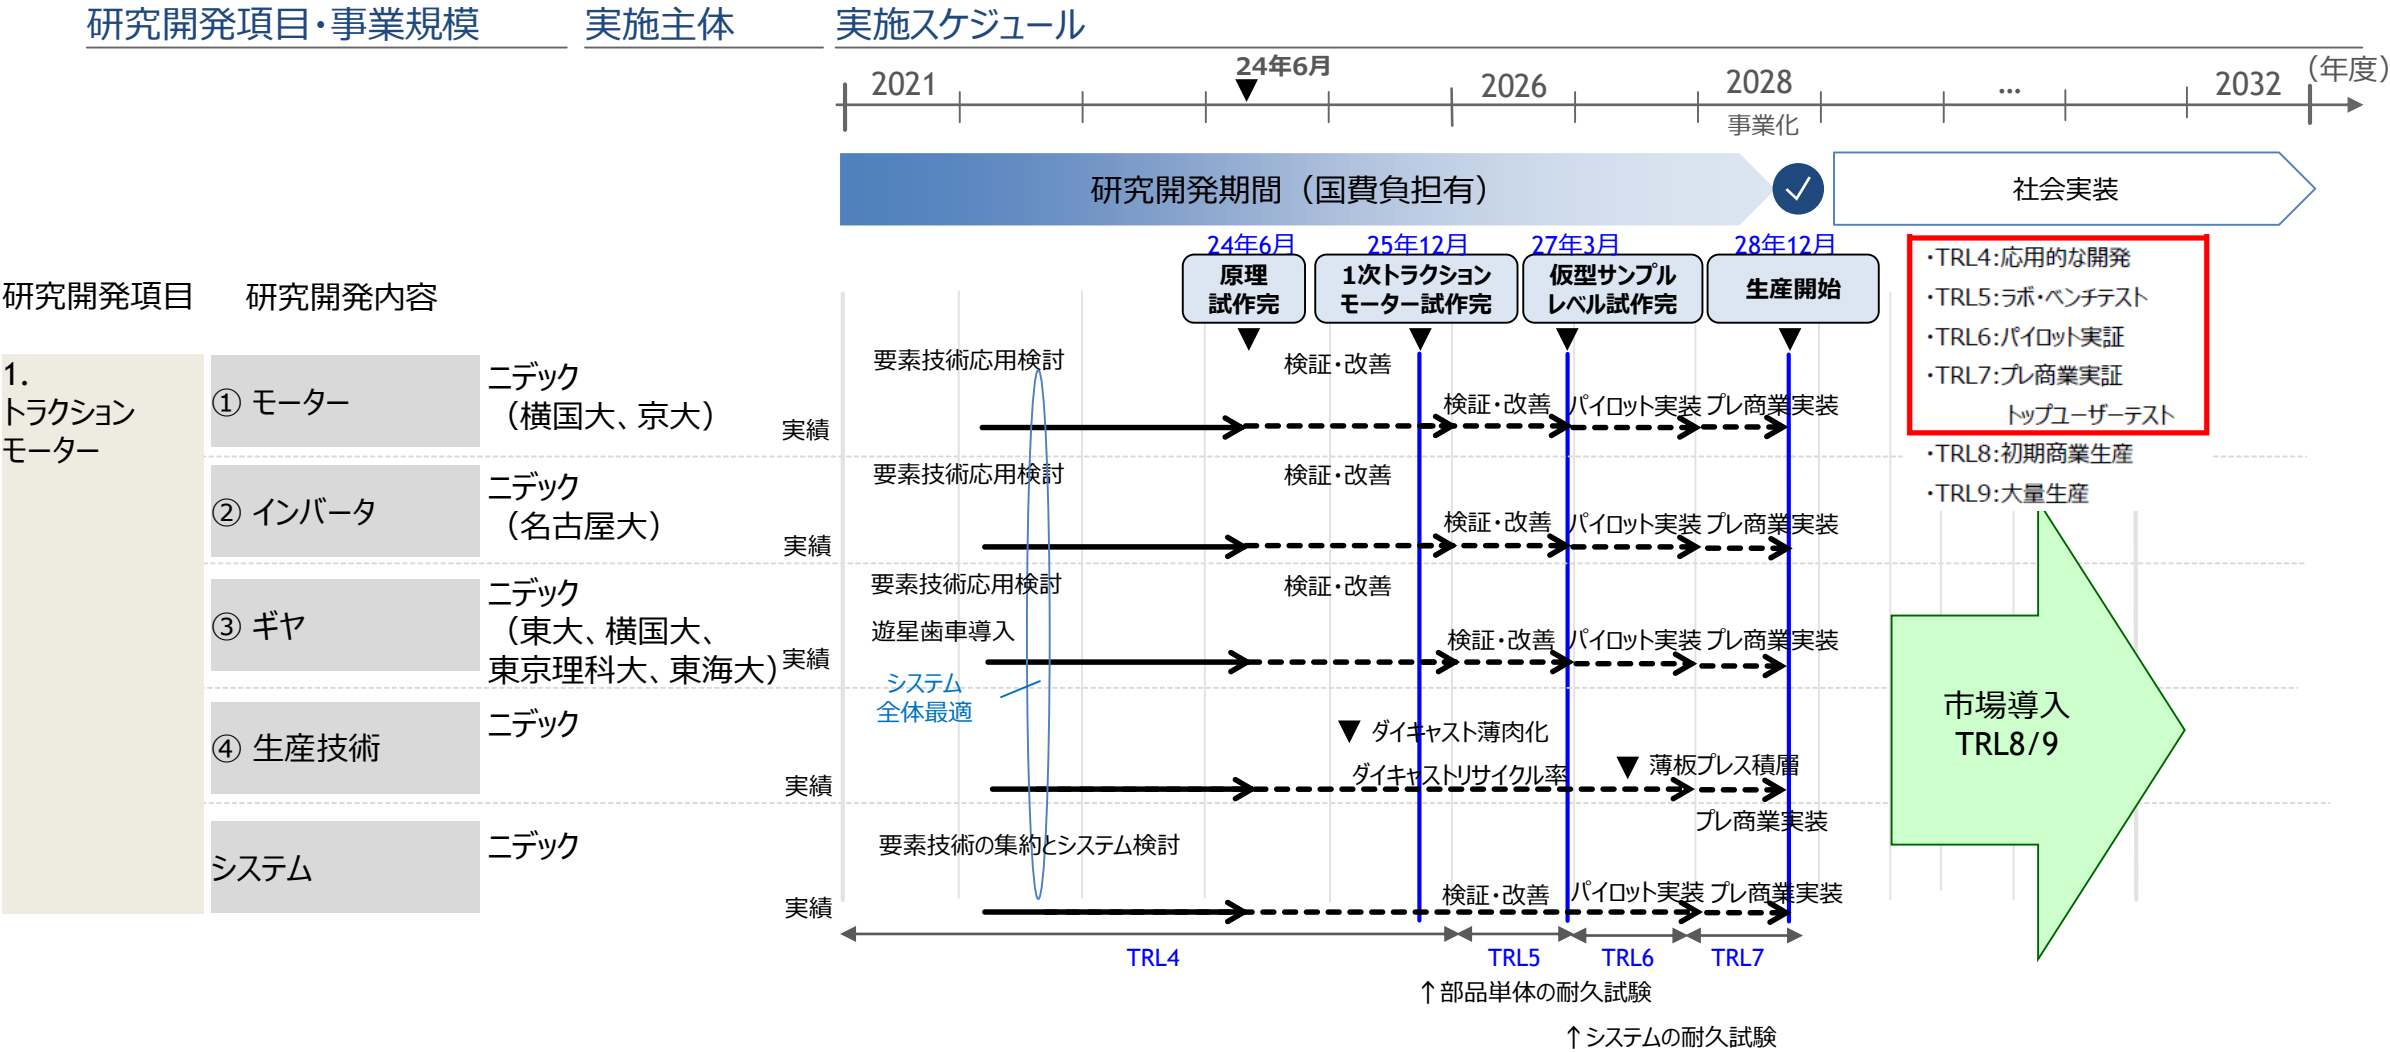 研究開発項目・事業規模
実施主体
実施スケジュール
(年度)
2021
24年6月
2026
2028
...
2032
事業化
研究開発期間（国費負担有）
社会実装
24年6月
25年12月
27年3月
28年12月
原理
試作完
1次トラクション
モーター試作完
仮型サンプル
レベル試作完
生産開始
・TRL4:応用的な開発
・TRL5:ラボ・ベンチテスト
・TRL6:パイロット実証
・TRL7:プレ商業実証
トップユーザーテスト
・TRL8:初期商業生産
・TRL9:大量生産
研究開発項目
研究開発内容
1.
トラクション
モーター
① モーター
ニデック
（横国大、京大）
実績
要素技術応用検討
検証・改善
検証・改善
パイロット実装
プレ商業実装
② インバータ
ニデック
（名古屋大）
実績
要素技術応用検討
検証・改善
検証・改善
パイロット実装
プレ商業実装
③ ギヤ
ニデック
（東大、横国大、
東京理科大、東海大）
実績
要素技術応用検討
遊星歯車導入
検証・改善
検証・改善
パイロット実装
プレ商業実装
システム
全体最適
④ 生産技術
ニデック
実績
▼ ダイキャスト薄肉化
ダイキャストリサイクル率
▼ 薄板プレス積層
プレ商業実装
システム
ニデック
実績
要素技術の集約とシステム検討
検証・改善
パイロット実装
プレ商業実装
市場導入
TRL8/9
TRL4
TRL5
TRL6
TRL7
↑部品単体の耐久試験
↑システムの耐久試験